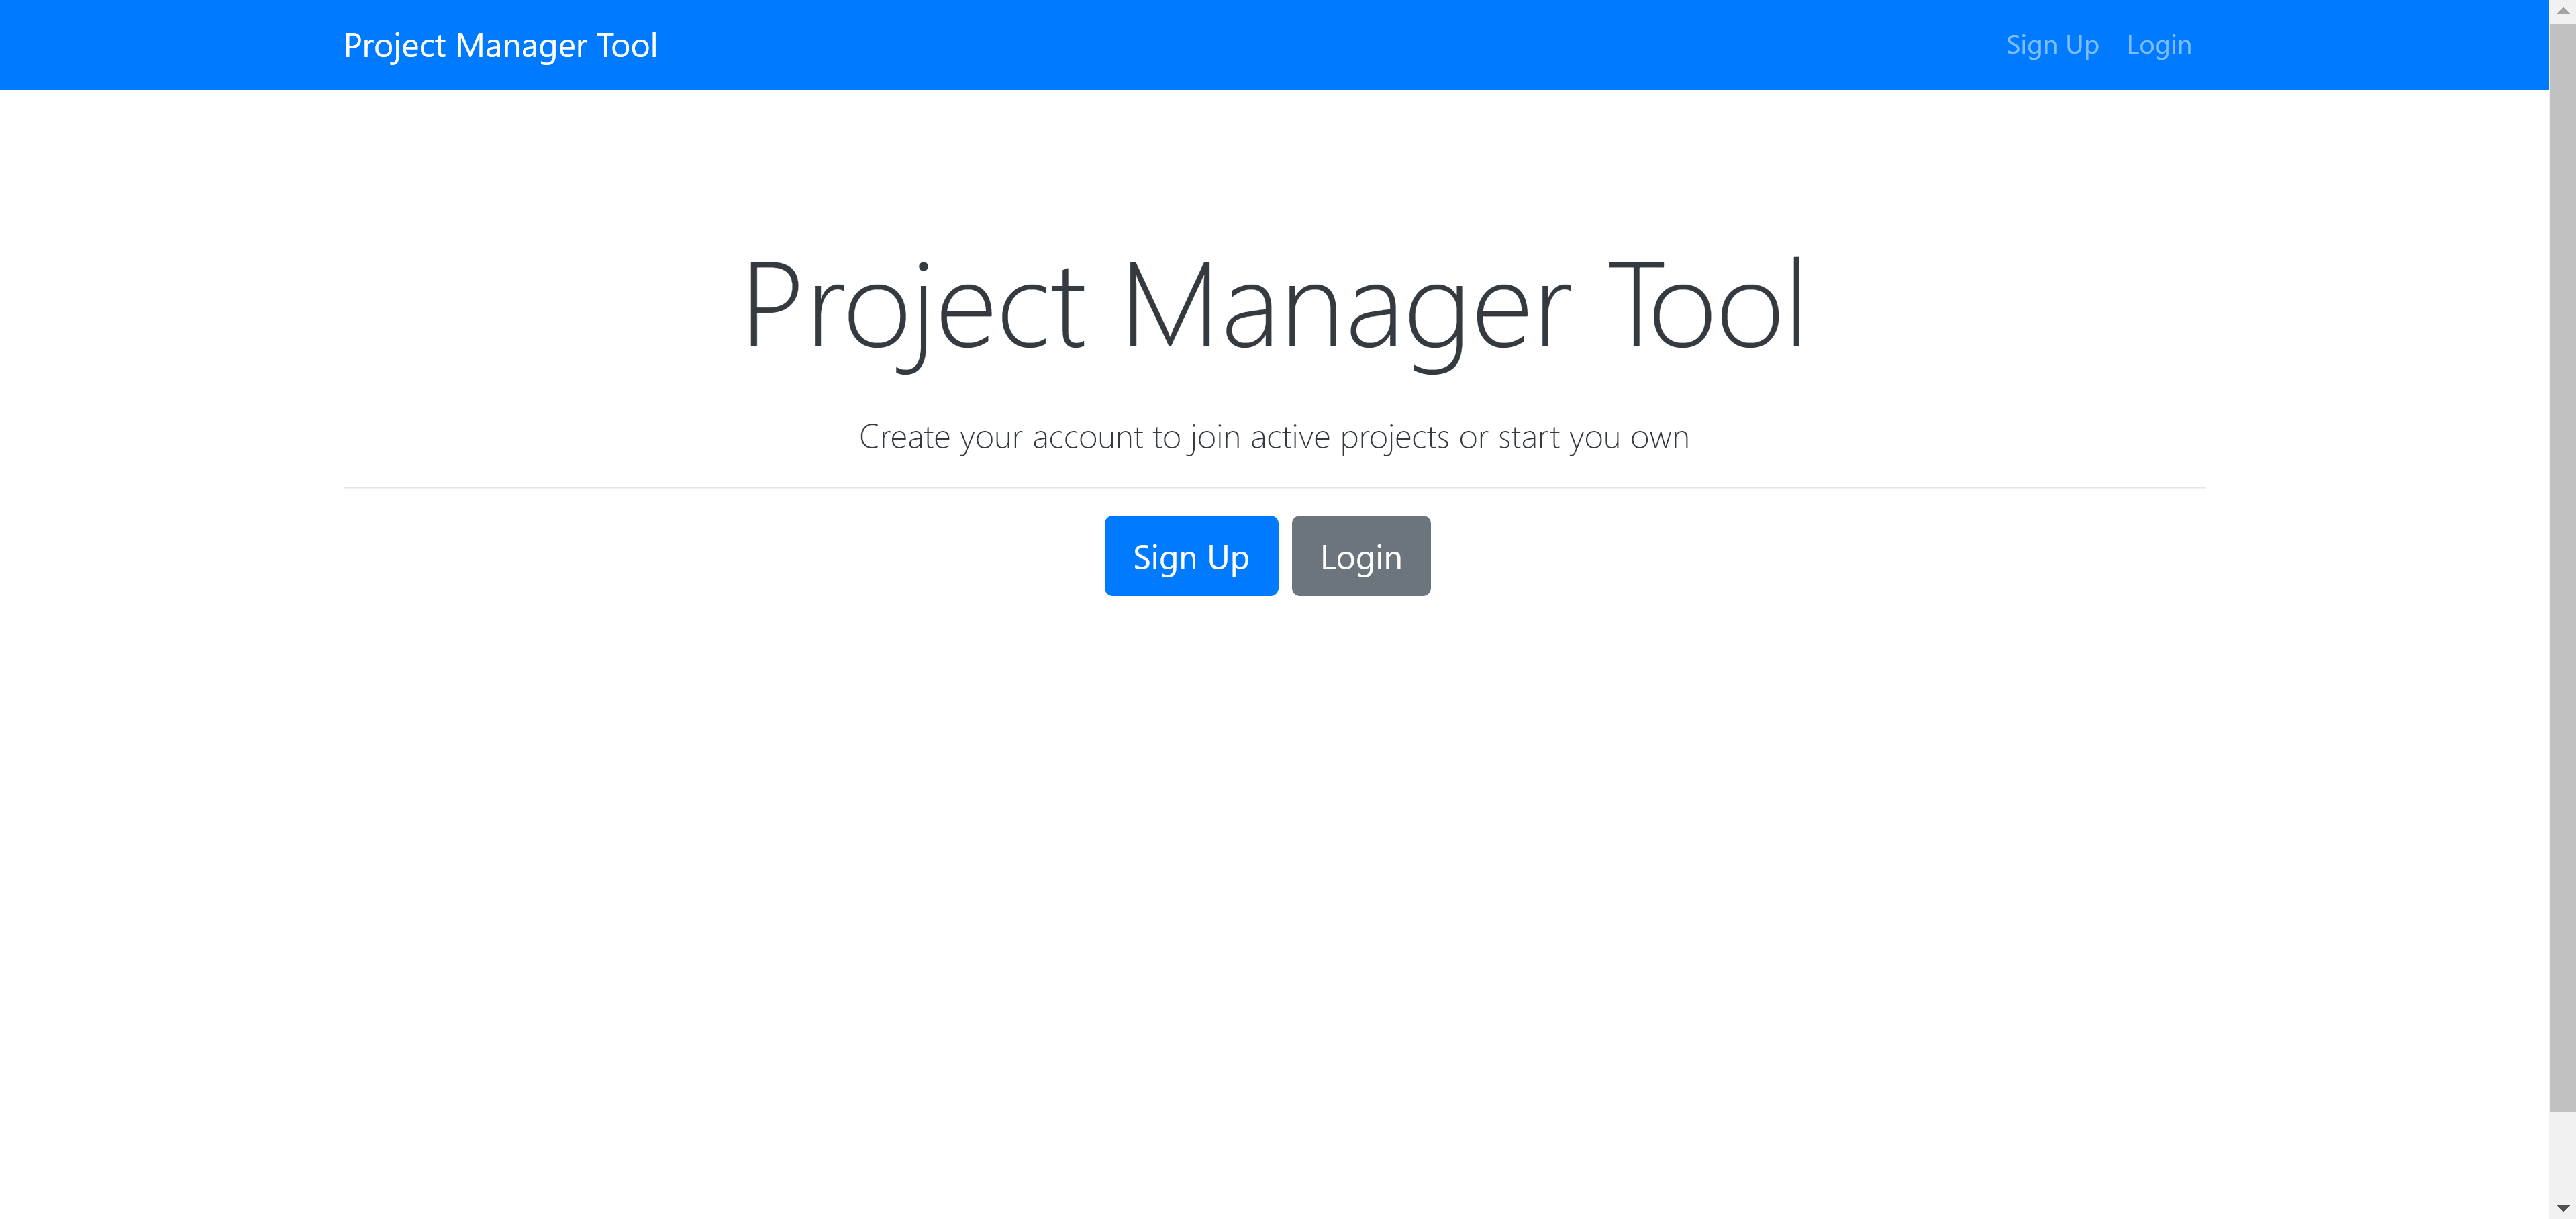 Project Manager Tool
Sign Up
Login
Project Manager Tool
Create your account to join active projects or start you own
Sign Up
Login